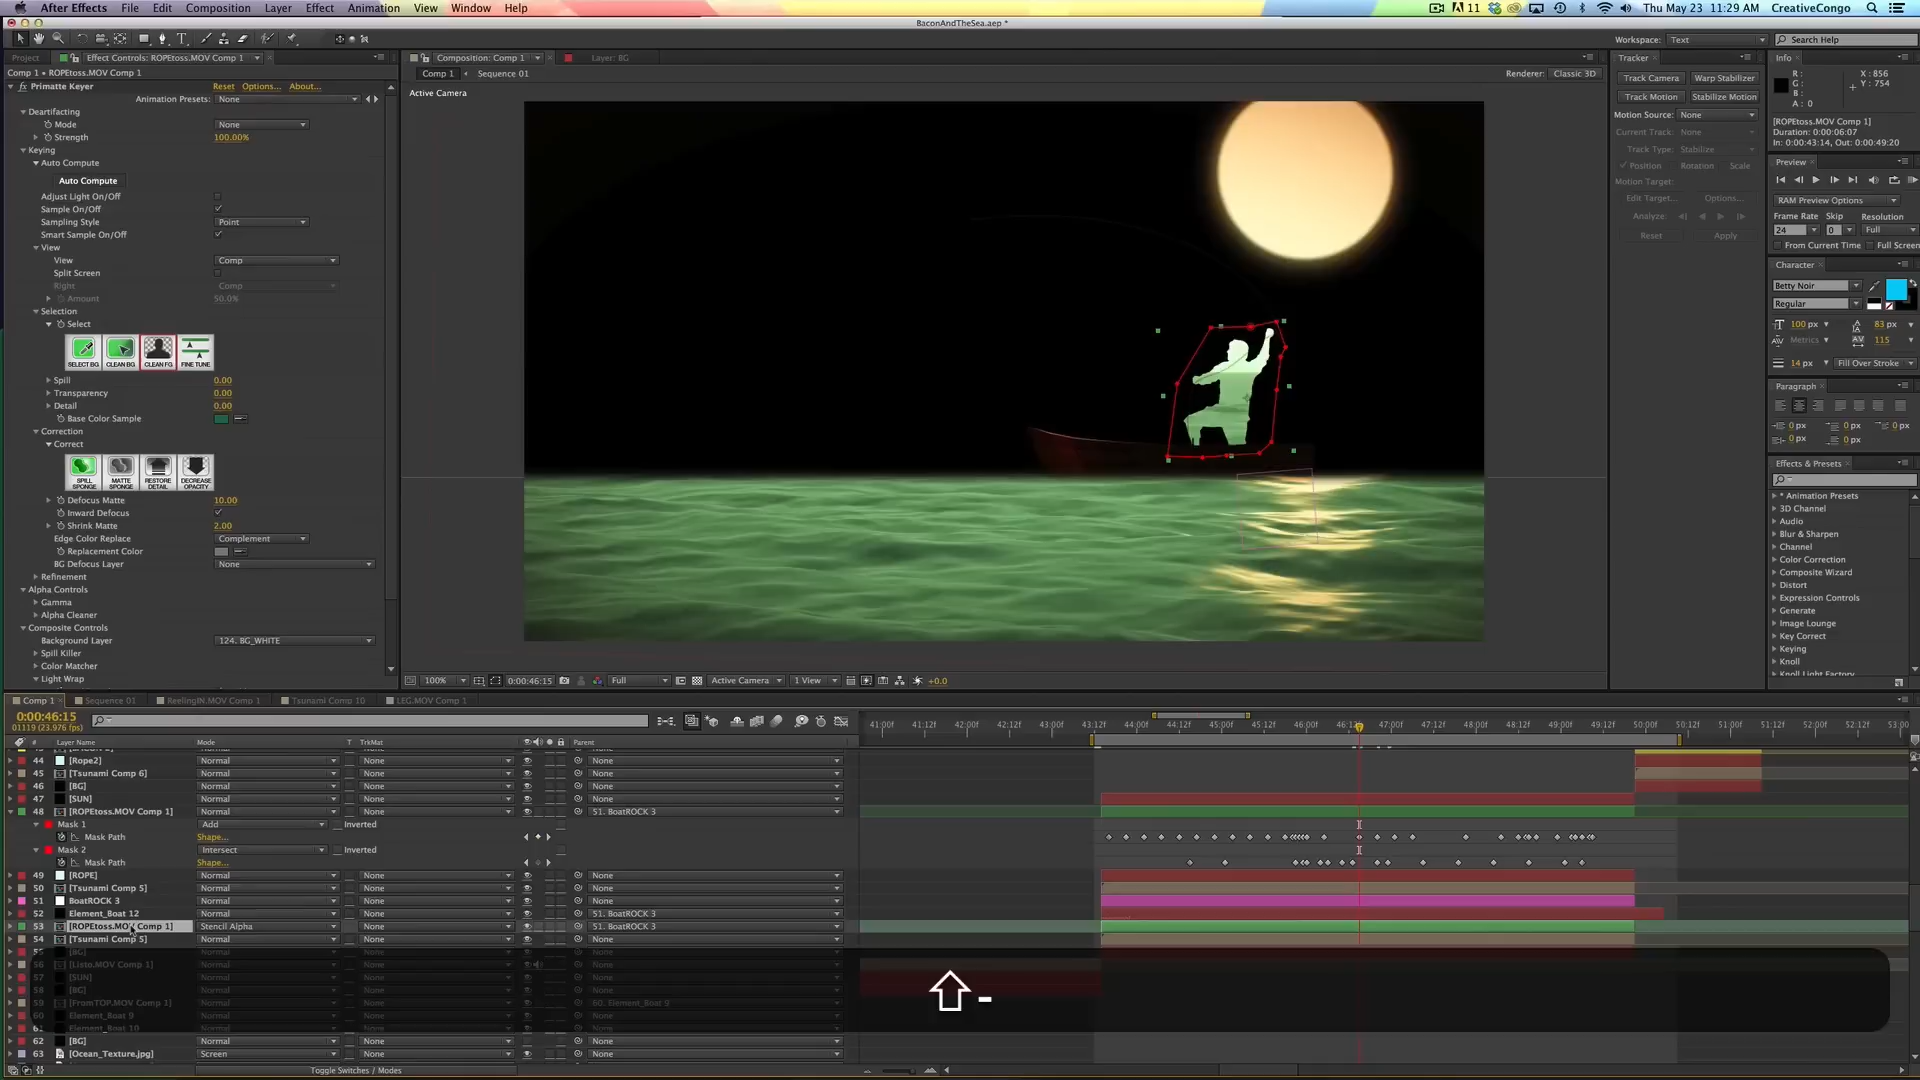 After Effects File Edit Composition Layer Effect Animation View Window Help
11 Thu May 23 11:29 AM CreativeCongo
BaconAndTheSea.aep *
Workspace: Text Search Help
Project Effect Controls: ROPEtoss.MOV Comp 1
Composition: Comp 1 Layer: BG
Tracker Info
Comp 1 • ROPEtoss.MOV Comp 1
Comp 1 Sequence 01
Renderer: Classic 3D
Active Camera
fx Primatte Keyer Reset Options... About...
Animation Presets: None
Deartifacting
Mode None
Strength 100.00%
Keying
Auto Compute
Auto Compute
Adjust Light On/Off
Sample On/Off
Sampling Style Point
Smart Sample On/Off
View
View Comp
Split Screen
Right Comp
Amount 50.0%
Selection
Select
SELECT BG CLEAN BG CLEAN FG FINE TUNE
Spill 0.00
Transparency 0.00
Detail 0.00
Base Color Sample
Correction
Correct
SPILL SPONGE MATTE SPONGE RESTORE DETAIL DECREASE OPACITY
Defocus Matte 10.00
Inward Defocus
Shrink Matte 2.00
Edge Color Replace Complement
Replacement Color
BG Defocus Layer None
Refinement
Alpha Controls
Gamma
Alpha Cleaner
Composite Controls
Background Layer 124. BG_WHITE
Spill Killer
Color Matcher
Light Wrap
Track Camera Warp Stabilizer
Track Motion Stabilize Motion
Motion Source: None
Current Track: None
Track Type: Stabilize
Position Rotation Scale
Motion Target:
Edit Target... Options...
Analyze:
Reset Apply
R: X : 856
G: Y : 754
B:
A : 0
[ROPEtoss.MOV Comp 1]
Duration: 0:00:06:07
In: 0:00:43:14, Out: 0:00:49:20
Preview
RAM Preview Options
Frame Rate Skip Resolution
24 0 Full
From Current Time Full Screen
Character
Betty Noir
Regular
100 px 83 px
Metrics 115
14 px Fill Over Stroke
Paragraph
0 px 0 px 0 px
0 px 0 px
Effects & Presets
* Animation Presets
3D Channel
Audio
Blur & Sharpen
Channel
Color Correction
Composite Wizard
Distort
Expression Controls
Generate
Image Lounge
Key Correct
Keying
Knoll
Knoll Light Factory
100% 0:00:46:15 Full Active Camera 1 View +0.0
Comp 1 Sequence 01 ReelingIN.MOV Comp 1 Tsunami Comp 10 LEG.MOV Comp 1
0:00:46:15
01119 (23.976 fps)
41:00f 41:12f 42:00f 42:12f 43:00f 43:12f 44:00f 44:12f 45:00f 45:12f 46:00f 46:12f 47:00f 47:12f 48:00f 48:12f 49:00f 49:12f 50:00f 50:12f 51:00f 51:12f 52:00f 52:12f 53:00f
# Layer Name Mode T TrkMat Parent
44 [Rope2] Normal None None
45 [Tsunami Comp 6] Normal None None
46 [BG] Normal None None
47 [SUN] Normal None None
48 [ROPEtoss.MOV Comp 1] Normal None 51. BoatROCK 3
Mask 1 Add Inverted
Mask Path Shape...
Mask 2 Intersect Inverted
Mask Path Shape...
49 [ROPE] Normal None None
50 [Tsunami Comp 5] Normal None None
51 BoatROCK 3 Normal None None
52 Element_Boat 12 Normal None 51. BoatROCK 3
53 [ROPEtoss.MOV Comp 1] Stencil Alpha None 51. BoatROCK 3
54 [Tsunami Comp 5] Normal None None
55 [BG] Normal None None
56 [Listo.MOV Comp 1] Normal None None
57 [SUN] Normal None None
58 [BG] Normal None None
59 [FromTOP.MOV Comp 1] Normal None 60. Element_Boat 9
Element_Boat 9 Normal None None
Element_Boat 10 Normal None None
62 [BG] Normal None None
63 [Ocean_Texture.jpg] Screen None None
Toggle Switches / Modes